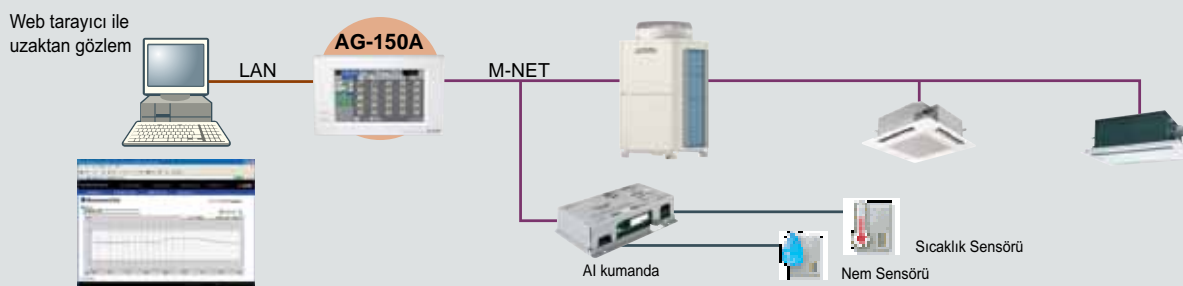 Web tarayıcı ile
uzaktan gözlem
AG-150A
LAN
M-NET
AI kumanda
Sıcaklık Sensörü
Nem Sensörü